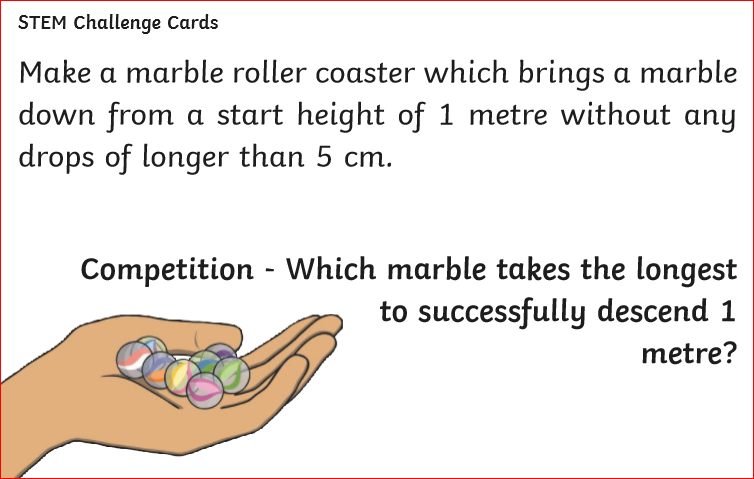 STEM Challenge Cards
Make a marble roller coaster which brings a marble
down from a start height of 1 metre without any
drops of longer than 5 cm.
Competition - Which marble takes the longest
to successfully descend 1
metre?